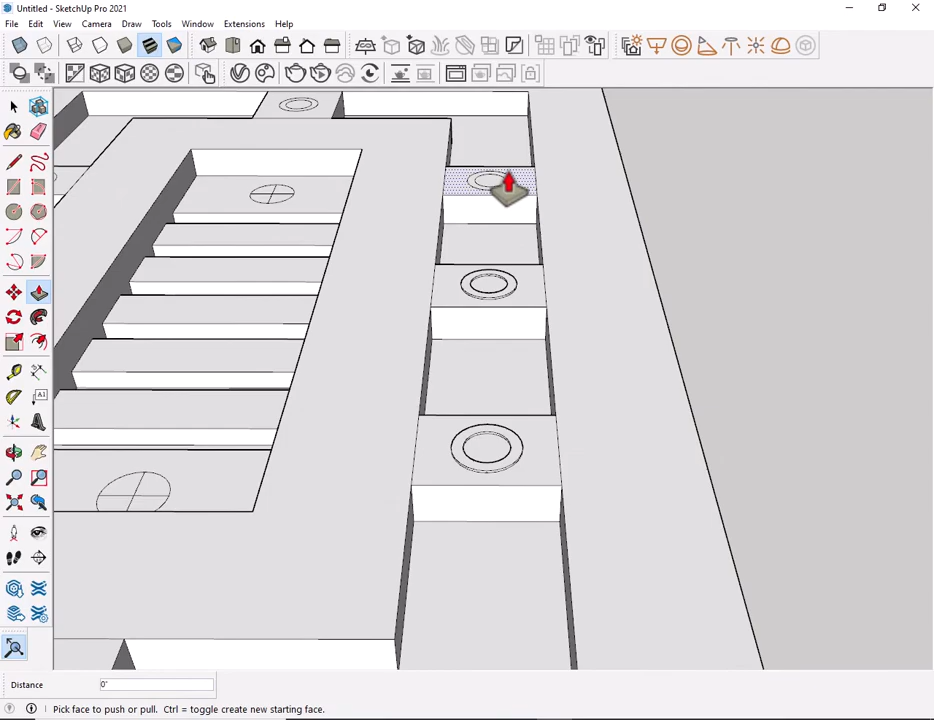 Untitled - SketchUp Pro 2021
File Edit View Camera Draw Tools Window Extensions Help
A1
Distance 0"
Pick face to push or pull. Ctrl = toggle create new starting face.